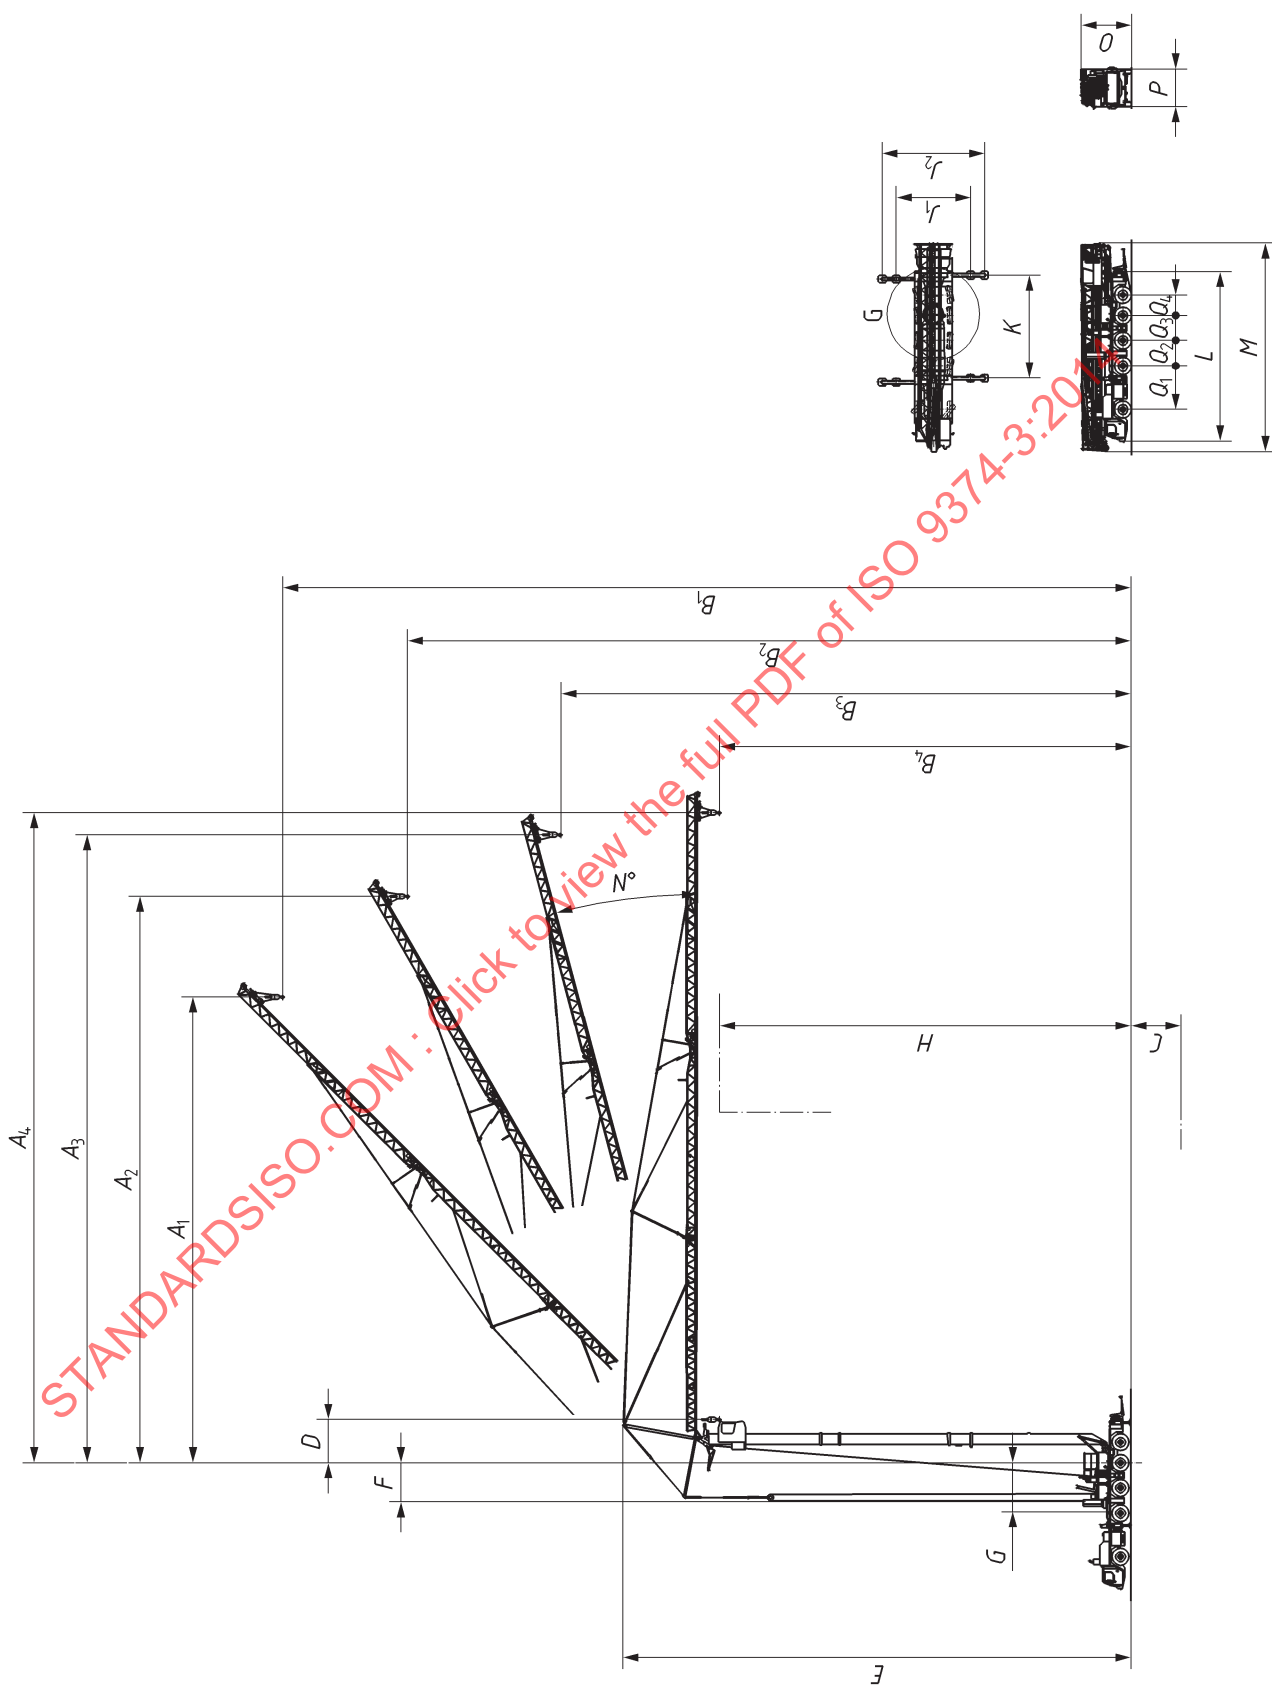 O
P
J2
J1
G
K
Q1 Q2 Q3 Q4
L
M
B1
B2
B3
B4
N°
A4
A3
A2
A1
H
C
D
F
G
E
STANDARDSISO.COM : Click to view the full PDF of ISO 9374-3:2014